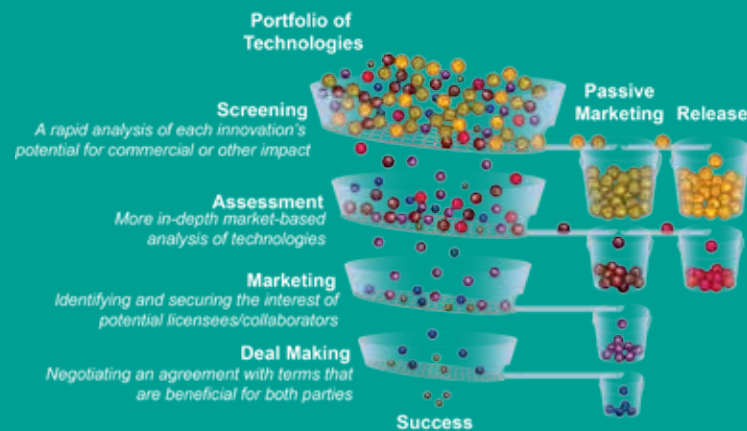 Portfolio of
Technologies
Screening
A rapid analysis of each innovation's
potential for commercial or other impact
Passive
Marketing
Release
Assessment
More in-depth market-based
analysis of technologies
Marketing
Identifying and securing the interest of
potential licensees/collaborators
Deal Making
Negotiating an agreement with terms that
are beneficial for both parties
Success